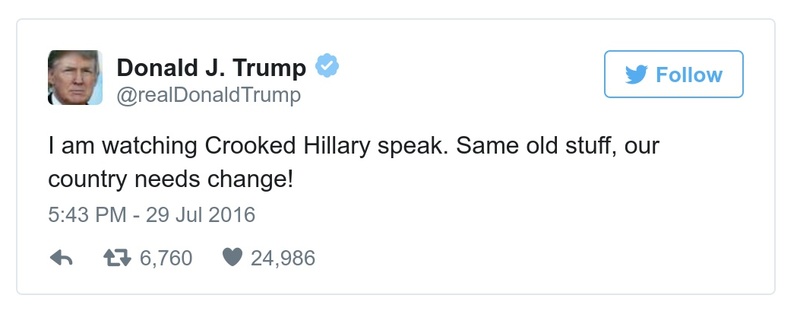 Donald J. Trump
@realDonaldTrump
Follow
I am watching Crooked Hillary speak. Same old stuff, our
country needs change!
5:43 PM - 29 Jul 2016
6,760 24,986